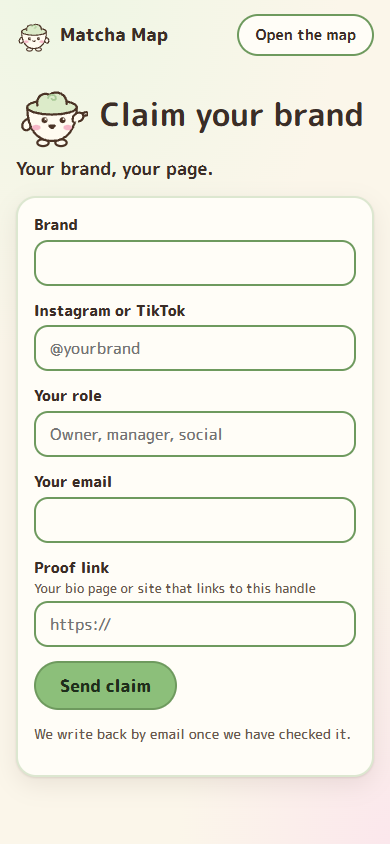 Matcha Map
Open the map
Claim your brand
Your brand, your page.
Brand
Instagram or TikTok
@yourbrand
Your role
Owner, manager, social
Your email
Proof link
Your bio page or site that links to this handle
https://
Send claim
We write back by email once we have checked it.